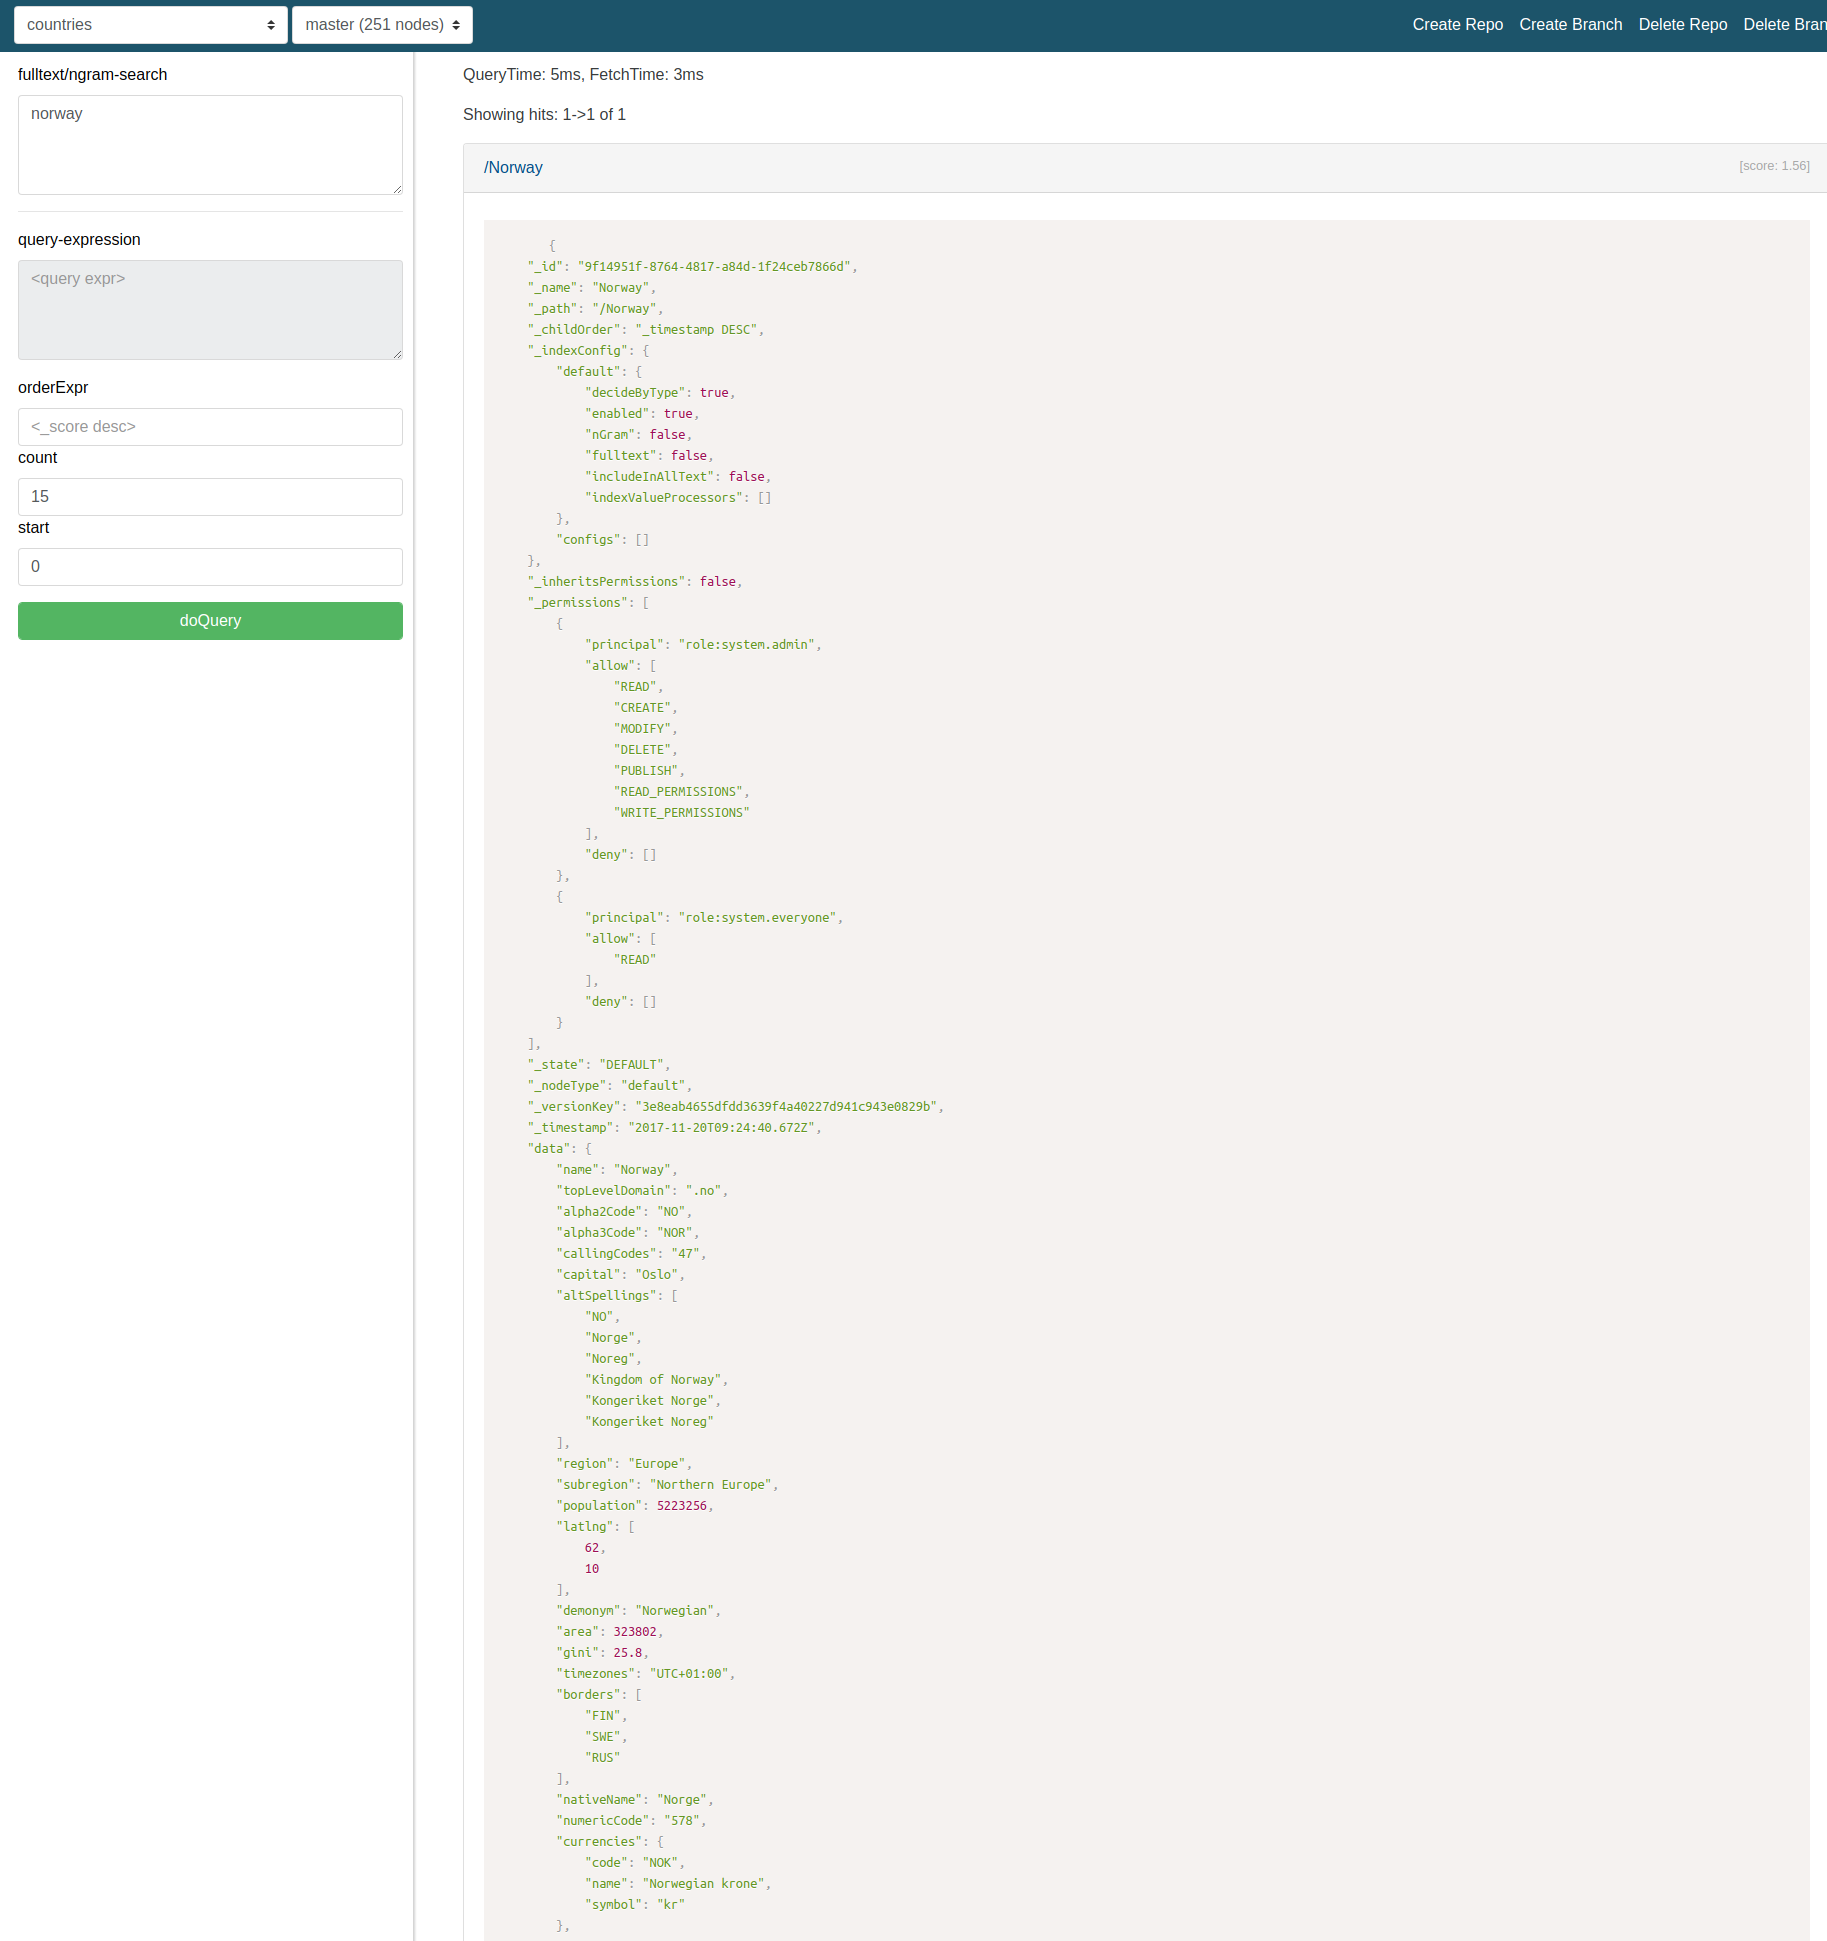 countries
master (251 nodes)
Create Repo
Create Branch
Delete Repo
Delete Bran
fulltext/ngram-search
norway
query-expression
<query expr>
orderExpr
<_score desc>
count
15
start
0
doQuery
QueryTime: 5ms, FetchTime: 3ms
Showing hits: 1->1 of 1
/Norway
[score: 1.56]
{
"_id": "9f14951f-8764-4817-a84d-1f24ceb7866d",
"_name": "Norway",
"_path": "/Norway",
"_childOrder": "_timestamp DESC",
"_indexConfig": {
"default": {
"decideByType": true,
"enabled": true,
"nGram": false,
"fulltext": false,
"includeInAllText": false,
"indexValueProcessors": []
},
"configs": []
},
"_inheritsPermissions": false,
"_permissions": [
{
"principal": "role:system.admin",
"allow": [
"READ",
"CREATE",
"MODIFY",
"DELETE",
"PUBLISH",
"READ_PERMISSIONS",
"WRITE_PERMISSIONS"
],
"deny": []
},
{
"principal": "role:system.everyone",
"allow": [
"READ"
],
"deny": []
}
],
"_state": "DEFAULT",
"_nodeType": "default",
"_versionKey": "3e8eab4655dfdd3639f4a40227d941c943e0829b",
"_timestamp": "2017-11-20T09:24:40.672Z",
"data": {
"name": "Norway",
"topLevelDomain": ".no",
"alpha2Code": "NO",
"alpha3Code": "NOR",
"callingCodes": "47",
"capital": "Oslo",
"altSpellings": [
"NO",
"Norge",
"Noreg",
"Kingdom of Norway",
"Kongeriket Norge",
"Kongeriket Noreg"
],
"region": "Europe",
"subregion": "Northern Europe",
"population": 5223256,
"latlng": [
62,
10
],
"demonym": "Norwegian",
"area": 323802,
"gini": 25.8,
"timezones": "UTC+01:00",
"borders": [
"FIN",
"SWE",
"RUS"
],
"nativeName": "Norge",
"numericCode": "578",
"currencies": {
"code": "NOK",
"name": "Norwegian krone",
"symbol": "kr"
},